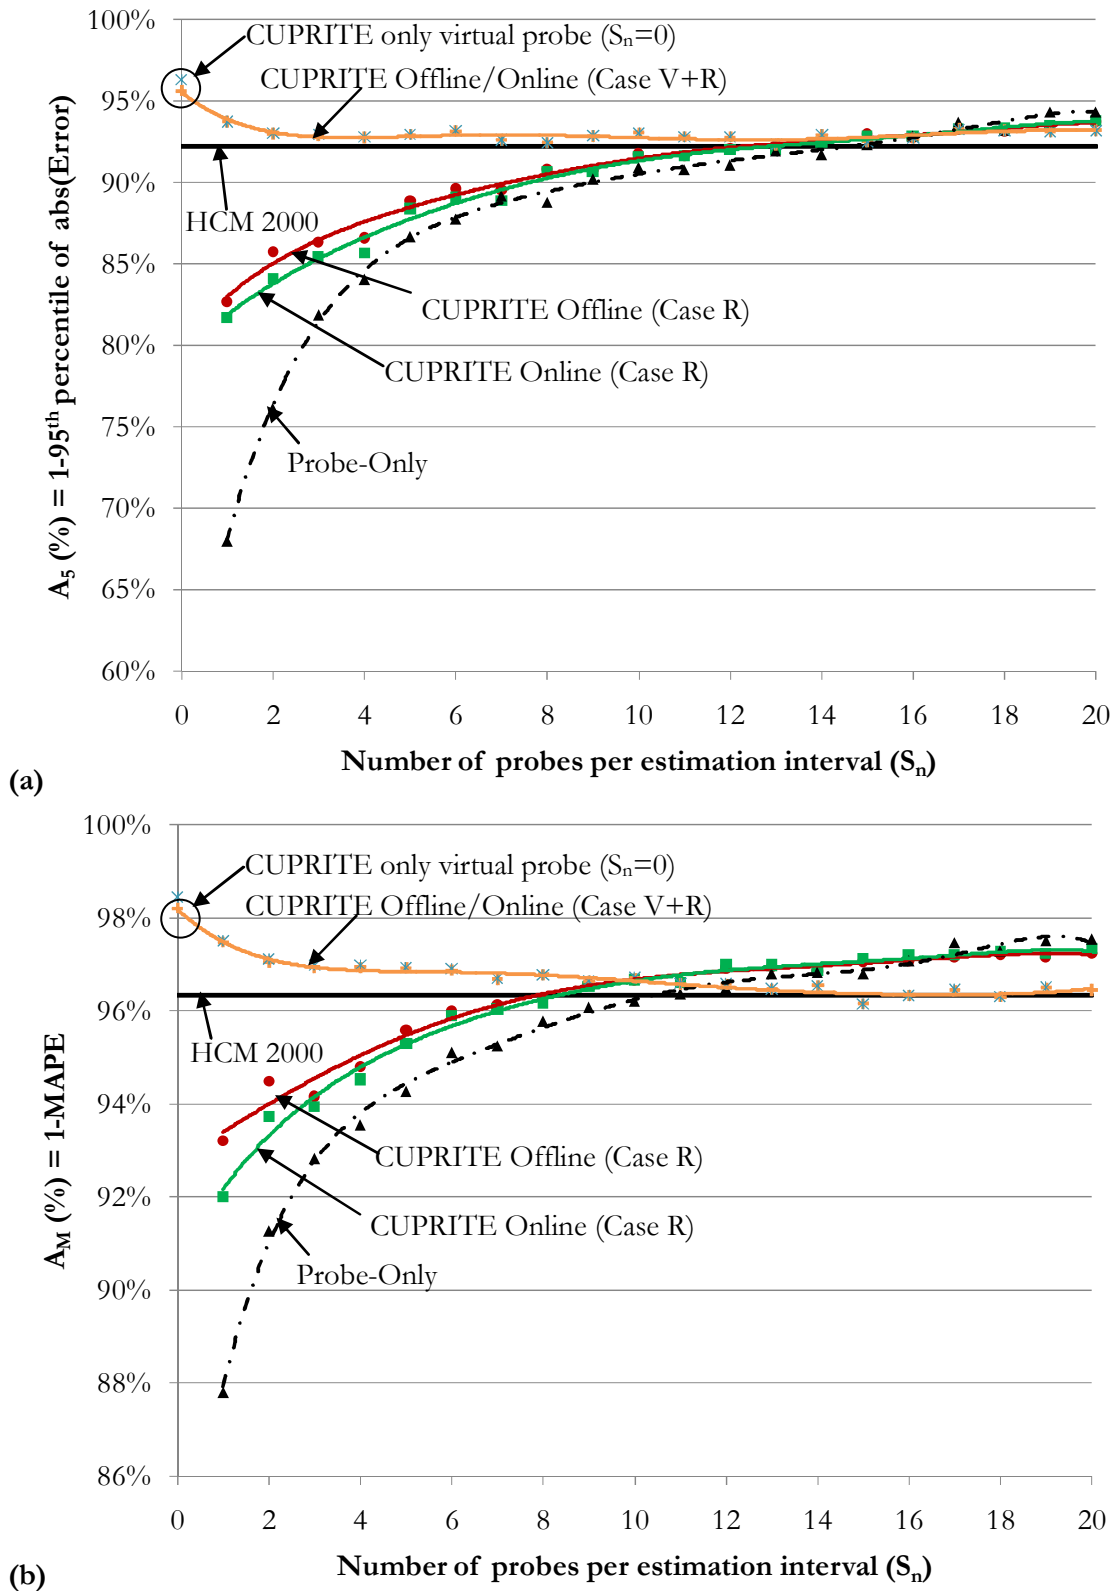 100%
95%
90%
85%
80%
75%
70%
65%
60%
A5 (%) = 1-95th percentile of abs(Error)
CUPRITE only virtual probe (Sn=0)
CUPRITE Offline/Online (Case V+R)
HCM 2000
CUPRITE Offline (Case R)
CUPRITE Online (Case R)
Probe-Only
0 2 4 6 8 10 12 14 16 18 20
Number of probes per estimation interval (Sn)
(a)
100%
98%
96%
94%
92%
90%
88%
86%
AM (%) = 1-MAPE
CUPRITE only virtual probe (Sn=0)
CUPRITE Offline/Online (Case V+R)
HCM 2000
CUPRITE Offline (Case R)
CUPRITE Online (Case R)
Probe-Only
0 2 4 6 8 10 12 14 16 18 20
Number of probes per estimation interval (Sn)
(b)